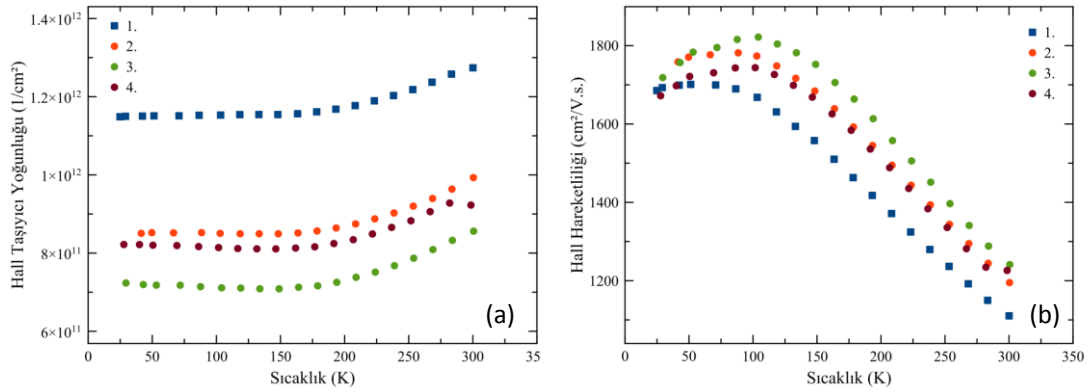 1.4×10¹²
1.2×10¹²
1×10¹²
8×10¹¹
6×10¹¹
Hall Taşıyıcı Yoğunluğu (1/cm²)
1.
2.
3.
4.
(a)
0 50 100 150 200 250 300 35
Sıcaklık (K)
1800
1600
1400
1200
Hall Hareketliliği (cm²/V.s.)
1.
2.
3.
4.
(b)
0 50 100 150 200 250 300 350
Sıcaklık (K)